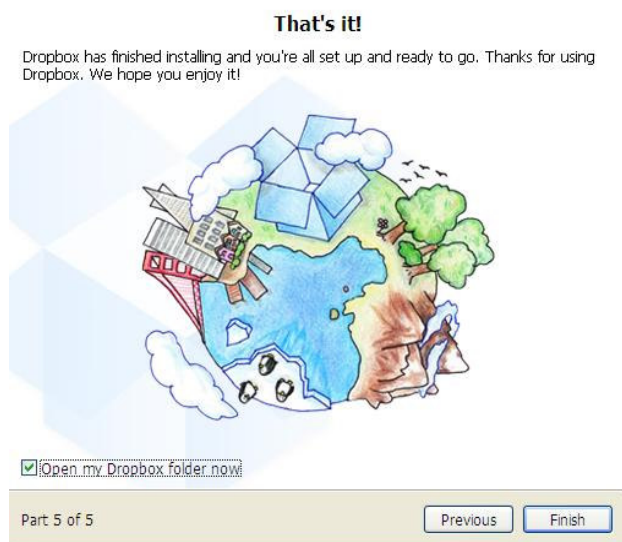 That's it!
Dropbox has finished installing and you're all set up and ready to go. Thanks for using
Dropbox. We hope you enjoy it!
Open my Dropbox folder now
Part 5 of 5
Previous
Finish